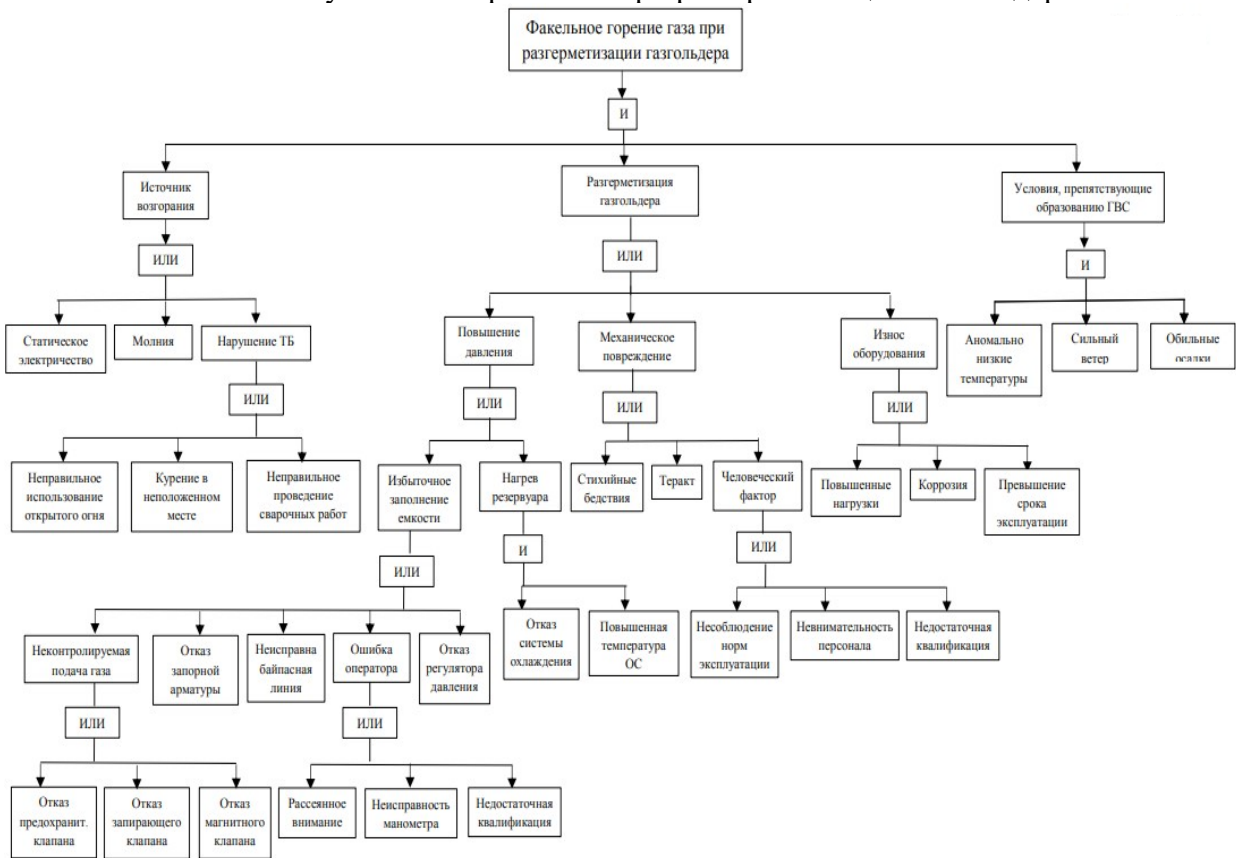 Факельное горение газа при
разгерметизации газгольдера
И
Источник
возгорания
Разгерметизация
газгольдера
Условия, препятствующие
образованию ГВС
ИЛИ
ИЛИ
И
Статическое
электричество
Молния
Нарушение ТБ
Повышение
давления
Механическое
повреждение
Износ
оборудования
Аномально
низкие
температуры
Сильный
ветер
Обильные
осадки
ИЛИ
ИЛИ
ИЛИ
ИЛИ
Неправильное
использование
открытого огня
Курение в
неположенном
месте
Неправильное
проведение
сварочных работ
Избыточное
заполнение
емкости
Нагрев
резервуара
Стихийные
бедствия
Теракт
Человеческий
фактор
Повышенные
нагрузки
Коррозия
Превышение
срока
эксплуатации
ИЛИ
И
ИЛИ
Неконтролируемая
подача газа
Отказ
запорной
арматуры
Неисправна
байпасная
линия
Ошибка
оператора
Отказ
регулятора
давления
Отказ
системы
охлаждения
Повышенная
температура
ОС
Несоблюдение
норм
эксплуатации
Невнимательность
персонала
Недостаточная
квалификация
ИЛИ
ИЛИ
Отказ
предохранит.
клапана
Отказ
запирающего
клапана
Отказ
магнитного
клапана
Рассеянное
внимание
Неисправность
манометра
Недостаточная
квалификация